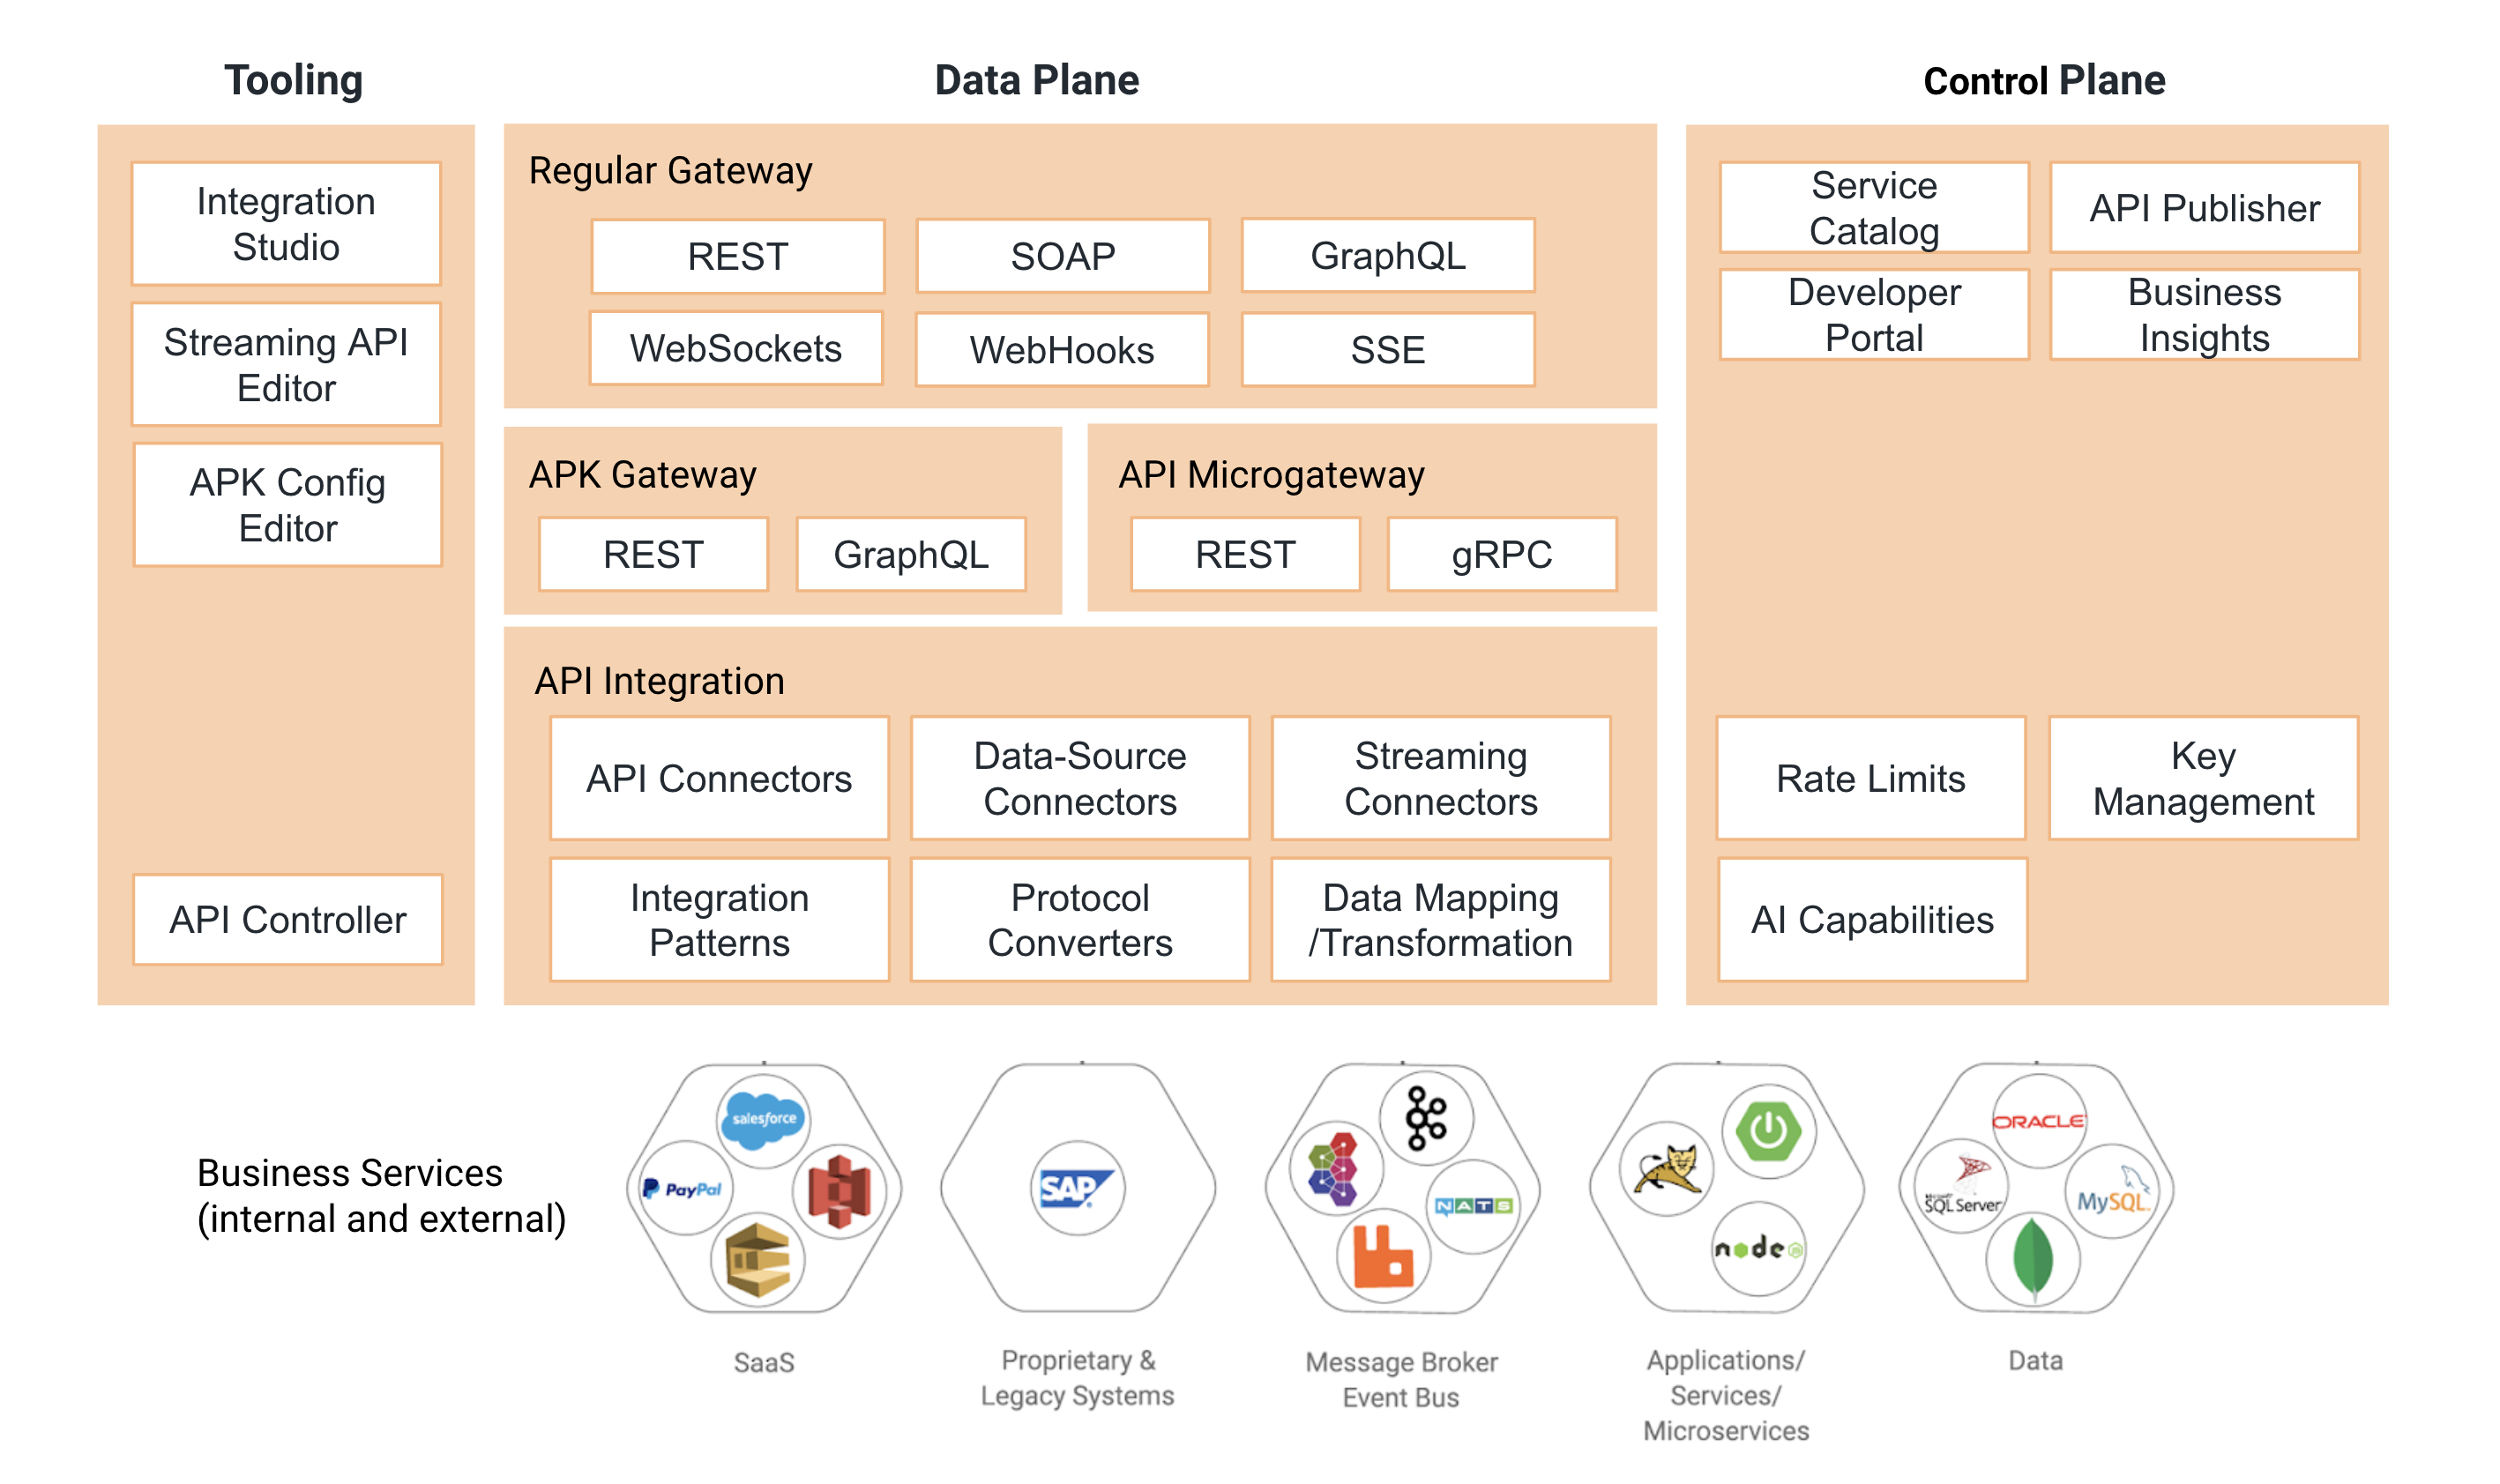 Tooling
Data Plane
Control Plane
Integration
Studio
Streaming API
Editor
APK Config
Editor
API Controller
Regular Gateway
REST
SOAP
GraphQL
WebSockets
WebHooks
SSE
APK Gateway
REST
GraphQL
API Microgateway
REST
gRPC
API Integration
API Connectors
Data-Source
Connectors
Streaming
Connectors
Integration
Patterns
Protocol
Converters
Data Mapping
/Transformation
Service
Catalog
API Publisher
Developer
Portal
Business
Insights
Rate Limits
Key
Management
AI Capabilities
Business Services
(internal and external)
salesforce
PayPal
SAP
NATS
node
JS
ORACLE
Microsoft
SQL Server
MySQL
SaaS
Proprietary &
Legacy Systems
Message Broker
Event Bus
Applications/
Services/
Microservices
Data